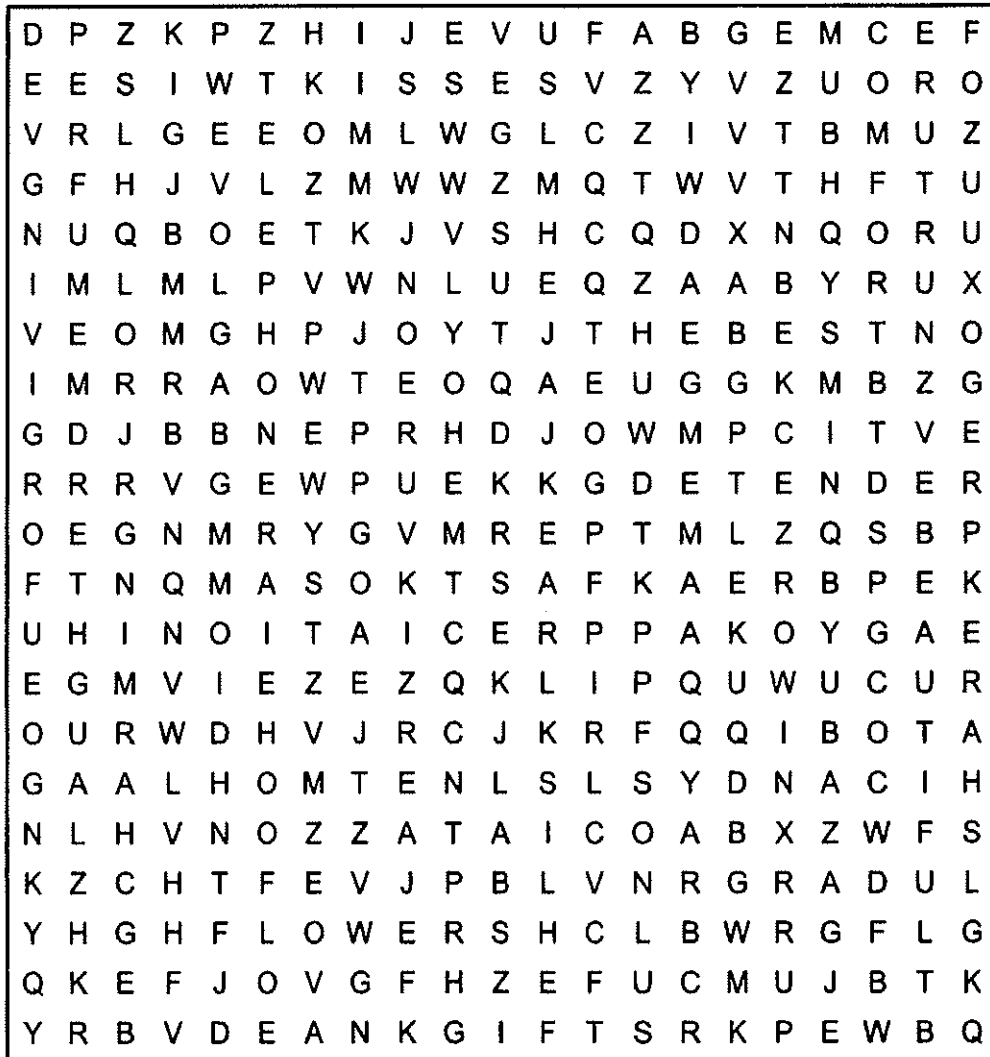 D P Z K P Z H I J E V U F A B G E M C E F
E E S I W T K I S S E S V Z Y V Z U O R O
V R L G E E O M L W G L C Z I V T B M U Z
G F H J V L Z M W W Z M Q T W V T H F T U
N U Q B O E T K J V S H C Q D X N Q O R U
I M L M L P V W N L U E Q Z A A B Y R U X
V E O M G H P J O Y T J T H E B E S T N O
I M R R A O W T E O Q A E U G G K M B Z G
G D J B B N E P R H D J O W M P C I T V E
R R R V G E W P U E K K G D E T E N D E R
O E G N M R Y G V M R E P T M L Z Q S B P
F T N Q M A S O K T S A F K A E R B P E K
U H I N O I T A I C E R P P A K O Y G A E
E G M V I E Z E Z Q K L I P Q U W U C U R
O U R W D H V J R C J K R F Q Q I B O T A
G A A L H O M T E N L S L S Y D N A C I H
N L H V N O Z Z A T A I C O A B X Z W F S
K Z C H T F E V J P B L V N R G R A D U L
Y H G H F L O W E R S H C L B W R G F L G
Q K E F J O V G F H Z E F U C M U J B T K
Y R B V D E A N K G I F T S R K P E W B Q